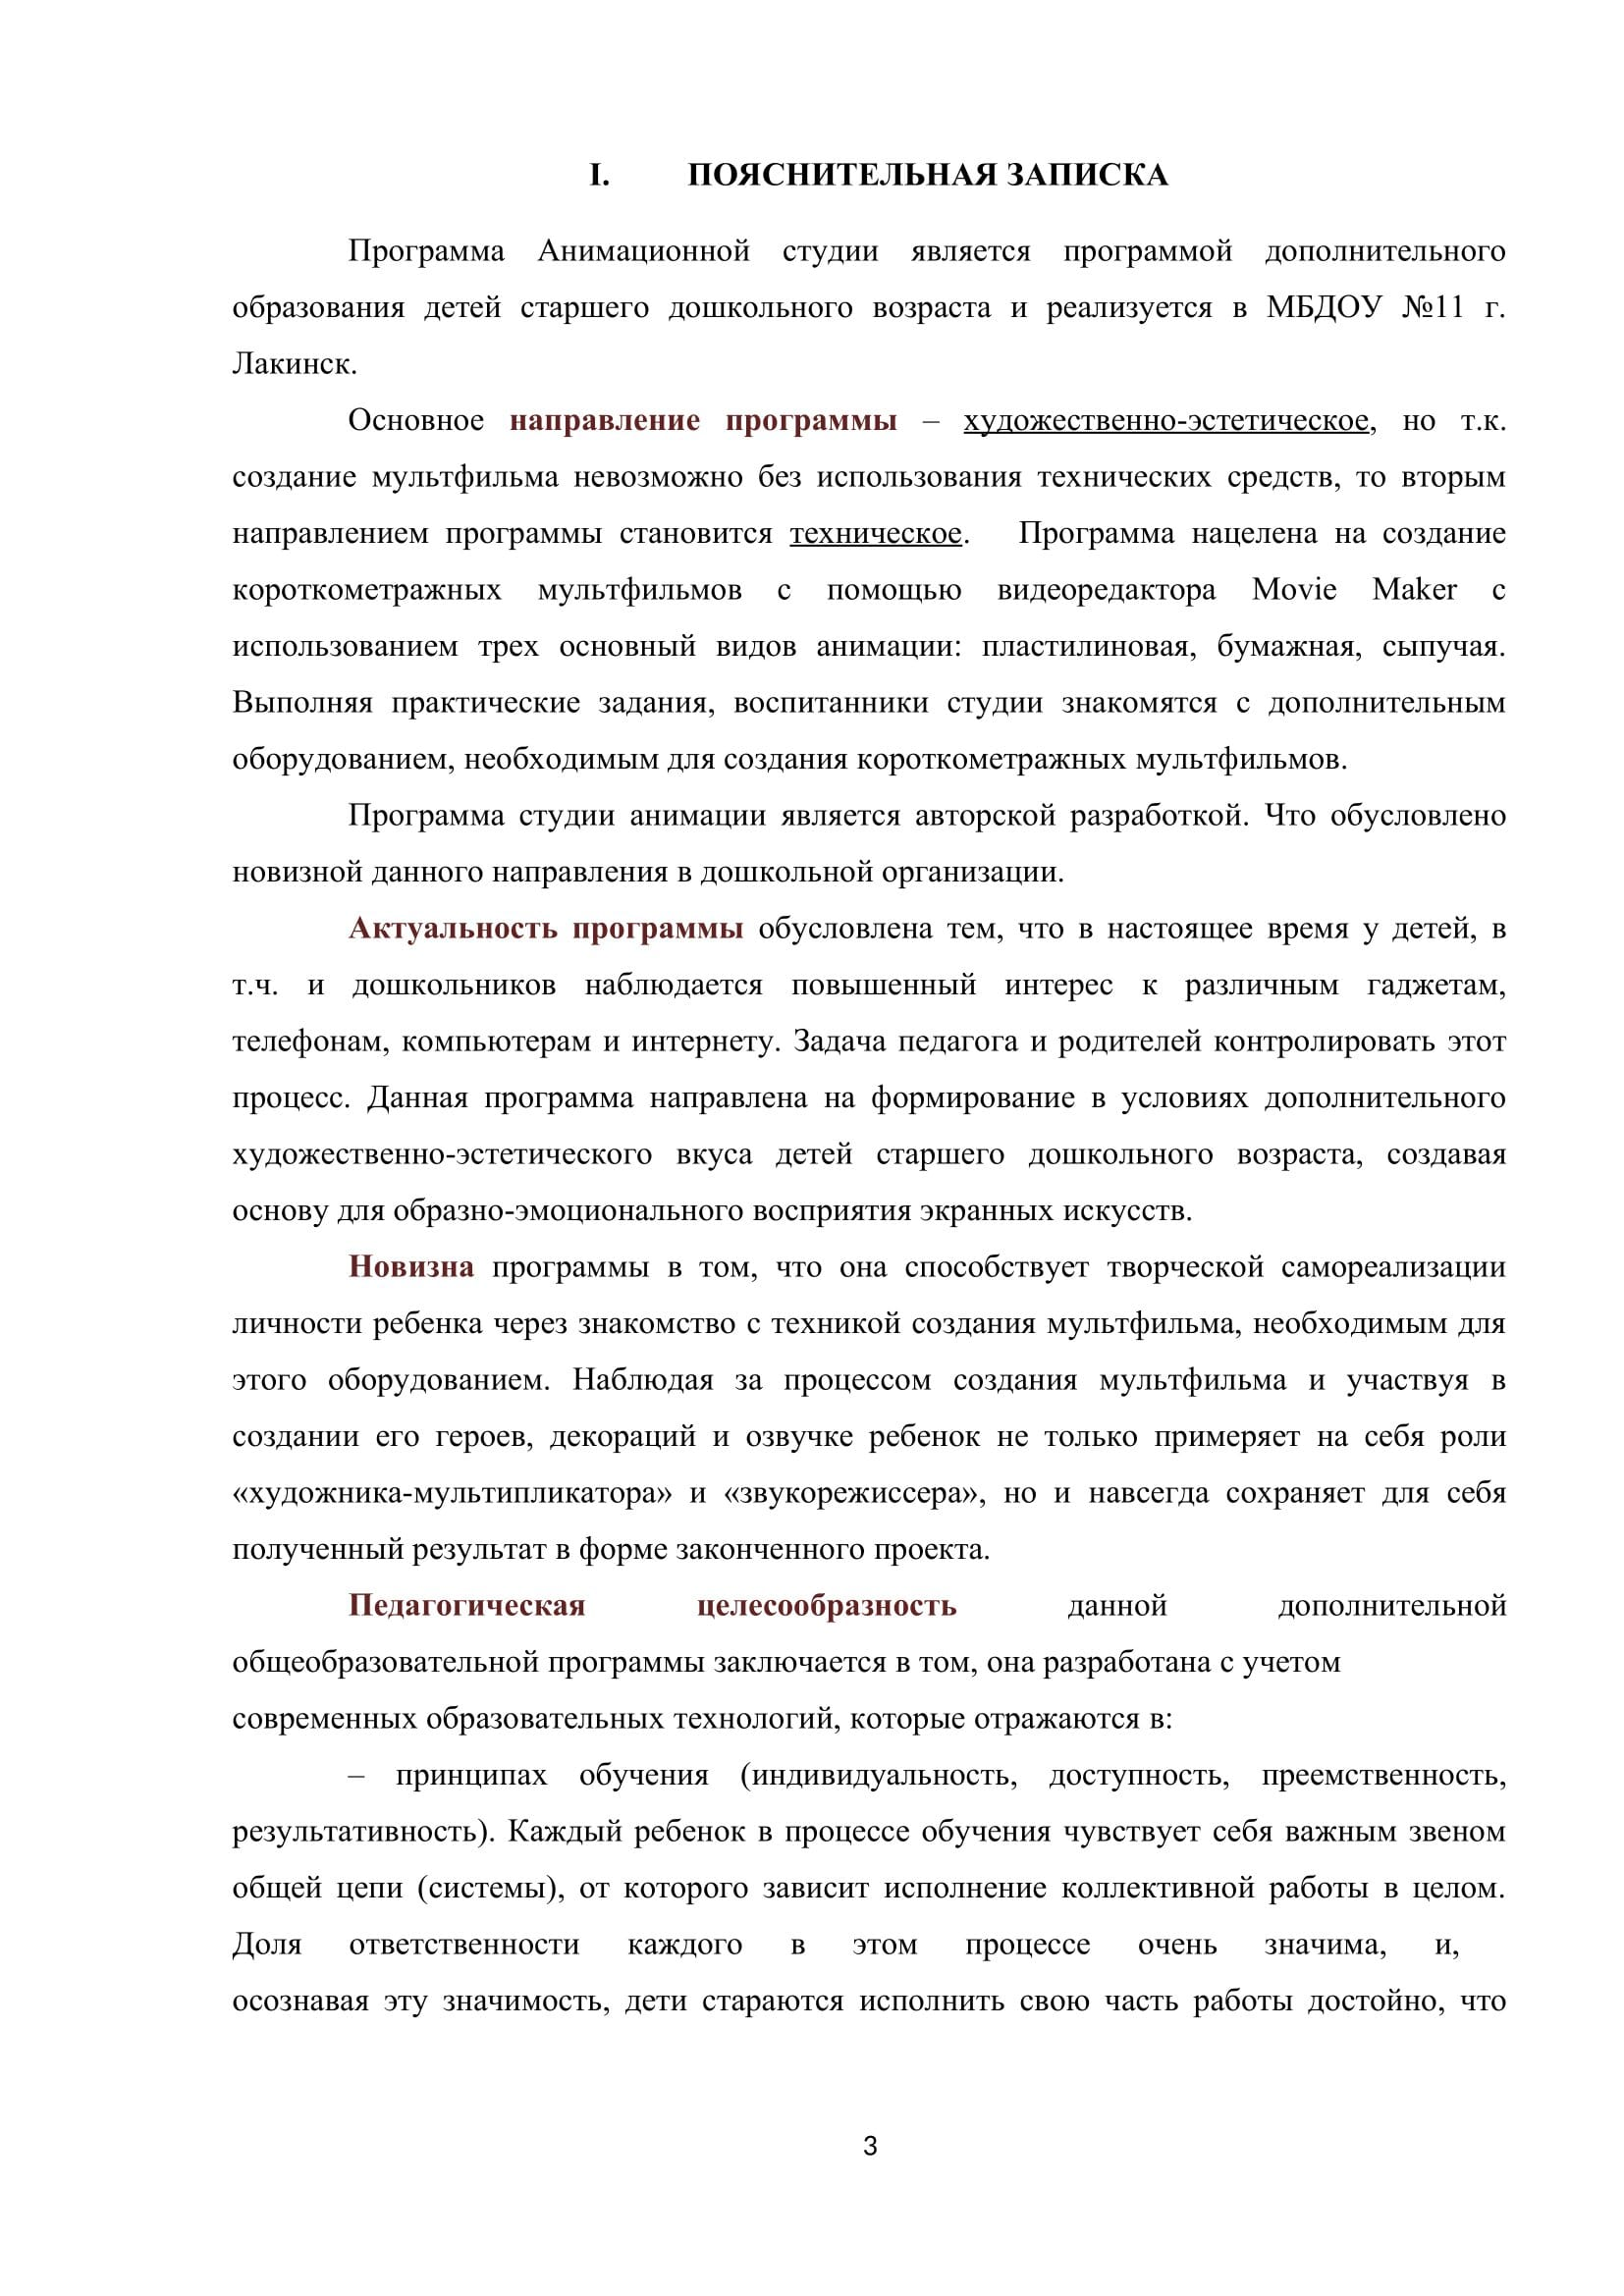 I. ПОЯСНИТЕЛЬНАЯ ЗАПИСКА
Программа Анимационной студии является программой дополнительного
образования детей старшего дошкольного возраста и реализуется в МБДОУ №11 г.
Лакинск.
Основное направление программы – художественно-эстетическое, но т.к.
создание мультфильма невозможно без использования технических средств, то вторым
направлением программы становится техническое. Программа нацелена на создание
короткометражных мультфильмов с помощью видеоредактора Movie Maker с
использованием трех основный видов анимации: пластилиновая, бумажная, сыпучая.
Выполняя практические задания, воспитанники студии знакомятся с дополнительным
оборудованием, необходимым для создания короткометражных мультфильмов.
Программа студии анимации является авторской разработкой. Что обусловлено
новизной данного направления в дошкольной организации.
Актуальность программы обусловлена тем, что в настоящее время у детей, в
т.ч. и дошкольников наблюдается повышенный интерес к различным гаджетам,
телефонам, компьютерам и интернету. Задача педагога и родителей контролировать этот
процесс. Данная программа направлена на формирование в условиях дополнительного
художественно-эстетического вкуса детей старшего дошкольного возраста, создавая
основу для образно-эмоционального восприятия экранных искусств.
Новизна программы в том, что она способствует творческой самореализации
личности ребенка через знакомство с техникой создания мультфильма, необходимым для
этого оборудованием. Наблюдая за процессом создания мультфильма и участвуя в
создании его героев, декораций и озвучке ребенок не только примеряет на себя роли
«художника-мультипликатора» и «звукорежиссера», но и навсегда сохраняет для себя
полученный результат в форме законченного проекта.
Педагогическая целесообразность данной дополнительной
общеобразовательной программы заключается в том, она разработана с учетом
современных образовательных технологий, которые отражаются в:
– принципах обучения (индивидуальность, доступность, преемственность,
результативность). Каждый ребенок в процессе обучения чувствует себя важным звеном
общей цепи (системы), от которого зависит исполнение коллективной работы в целом.
Доля ответственности каждого в этом процессе очень значима, и,
осознавая эту значимость, дети стараются исполнить свою часть работы достойно, что
3